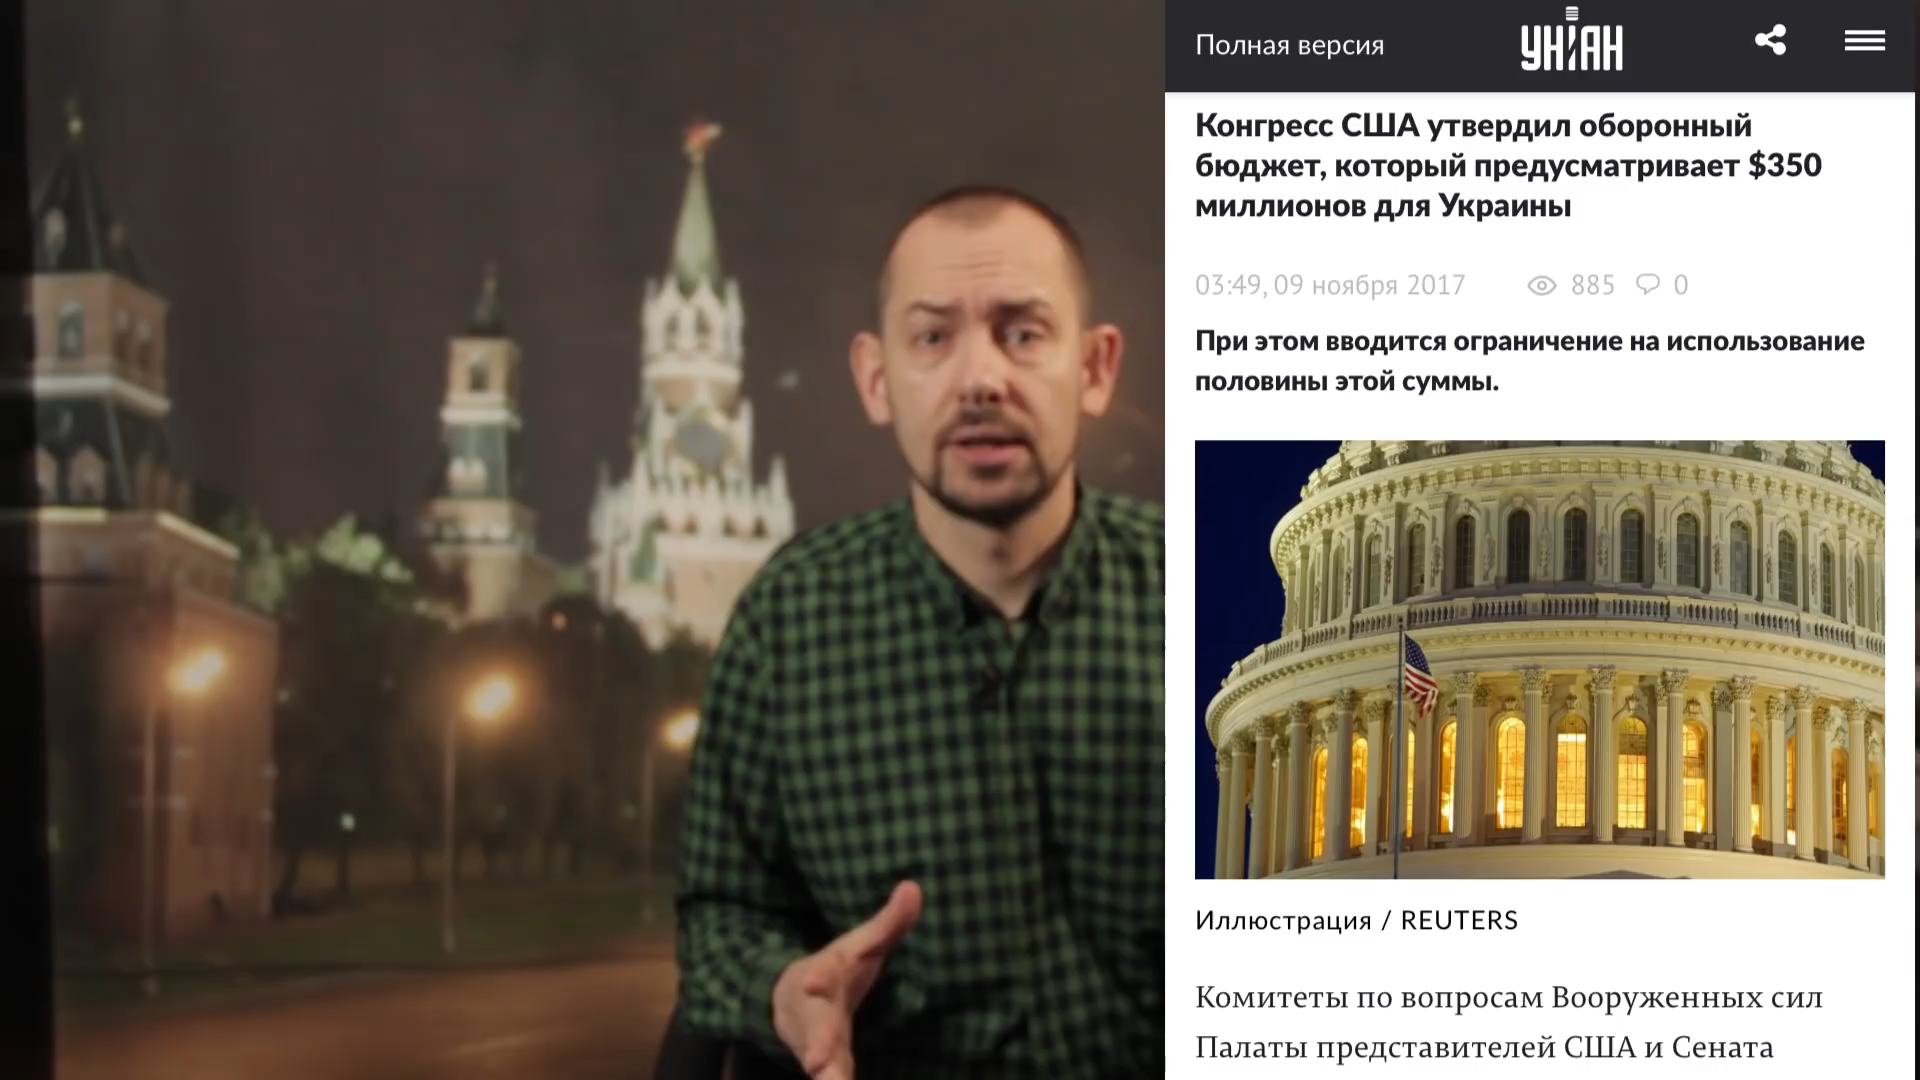 Полная версия
УНІАН
Конгресс США утвердил оборонный
бюджет, который предусматривает $350
миллионов для Украины
03:49, 09 ноября 2017 885 0
При этом вводится ограничение на использование
половины этой суммы.
Иллюстрация / REUTERS
Комитеты по вопросам Вооруженных сил
Палаты представителей США и Сената